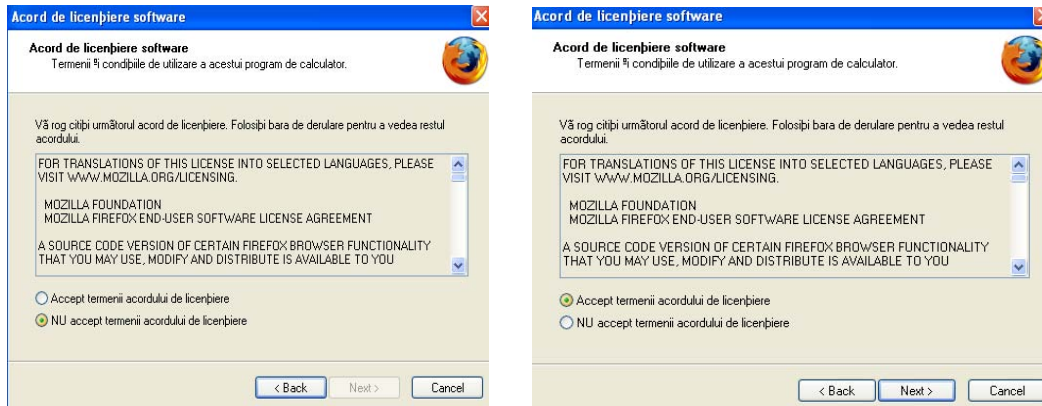 Acord de licenþiere software
Acord de licenþiere software
Termenii ºi condiþiile de utilizare a acestui program de calculator.
Vã rog citiþi urmãtorul acord de licenþiere. Folosiþi bara de derulare pentru a vedea restul
acordului.
FOR TRANSLATIONS OF THIS LICENSE INTO SELECTED LANGUAGES, PLEASE
VISIT WWW.MOZILLA.ORG/LICENSING.
MOZILLA FOUNDATION
MOZILLA FIREFOX END-USER SOFTWARE LICENSE AGREEMENT
A SOURCE CODE VERSION OF CERTAIN FIREFOX BROWSER FUNCTIONALITY
THAT YOU MAY USE, MODIFY AND DISTRIBUTE IS AVAILABLE TO YOU
Accept termenii acordului de licenþiere
NU accept termenii acordului de licenþiere
< Back Next > Cancel
Acord de licenþiere software
Acord de licenþiere software
Termenii ºi condiþiile de utilizare a acestui program de calculator.
Vã rog citiþi urmãtorul acord de licenþiere. Folosiþi bara de derulare pentru a vedea restul
acordului.
FOR TRANSLATIONS OF THIS LICENSE INTO SELECTED LANGUAGES, PLEASE
VISIT WWW.MOZILLA.ORG/LICENSING.
MOZILLA FOUNDATION
MOZILLA FIREFOX END-USER SOFTWARE LICENSE AGREEMENT
A SOURCE CODE VERSION OF CERTAIN FIREFOX BROWSER FUNCTIONALITY
THAT YOU MAY USE, MODIFY AND DISTRIBUTE IS AVAILABLE TO YOU
Accept termenii acordului de licenþiere
NU accept termenii acordului de licenþiere
< Back Next > Cancel